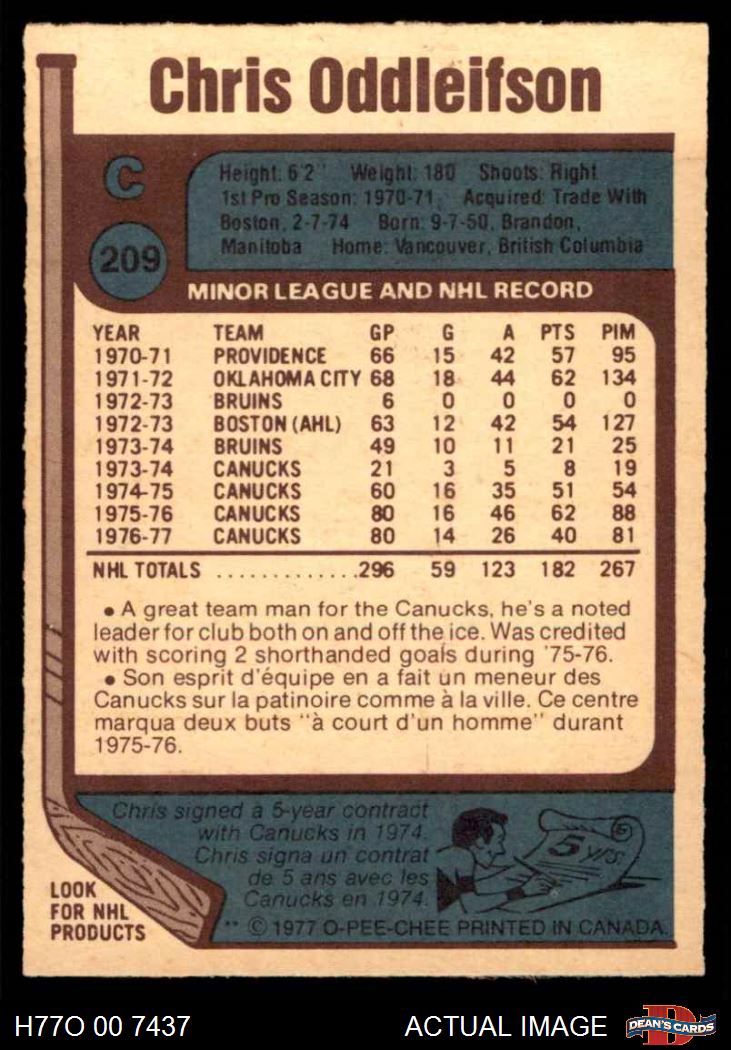 Chris Oddleifson
C
209
Height: 6'2" Weight: 180 Shoots: Right
1st Pro Season: 1970-71 Acquired: Trade With
Boston, 2-7-74 Born: 9-7-50, Brandon,
Manitoba Home: Vancouver, British Columbia
MINOR LEAGUE AND NHL RECORD
YEAR TEAM GP G A PTS PIM
1970-71 PROVIDENCE 66 15 42 57 95
1971-72 OKLAHOMA CITY 68 18 44 62 134
1972-73 BRUINS 6 0 0 0 0
1972-73 BOSTON (AHL) 63 12 42 54 127
1973-74 BRUINS 49 10 11 21 25
1973-74 CANUCKS 21 3 5 8 19
1974-75 CANUCKS 60 16 35 51 54
1975-76 CANUCKS 80 16 46 62 88
1976-77 CANUCKS 80 14 26 40 81
NHL TOTALS .............296 59 123 182 267
• A great team man for the Canucks, he's a noted
leader for club both on and off the ice. Was credited
with scoring 2 shorthanded goals during '75-76.
• Son esprit d'équipe en a fait un meneur des
Canucks sur la patinoire comme à la ville. Ce centre
marqua deux buts "à court d'un homme" durant
1975-76.
Chris signed a 5-year contract
with Canucks in 1974.
Chris signa un contrat
de 5 ans avec les
Canucks en 1974.
5 yrs.
LOOK
FOR NHL
PRODUCTS
** © 1977 O-PEE-CHEE PRINTED IN CANADA.
H77O 00 7437 ACTUAL IMAGE
D
DEAN'S CARDS